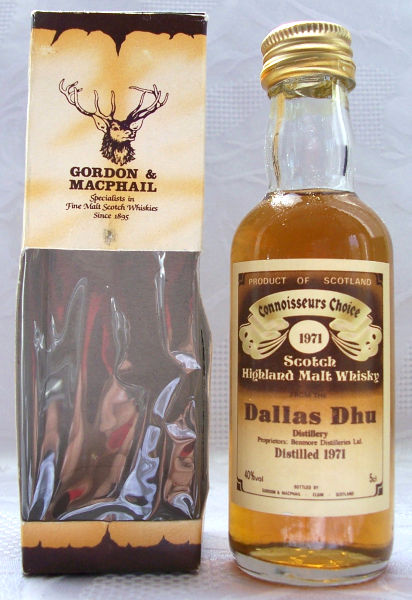 GORDON &
MACPHAIL
Specialists in
Fine Malt Scotch Whiskies
Since 1895
PRODUCT OF SCOTLAND
Connoisseurs Choice
1971
Scotch
Highland Malt Whisky
FROM THE
Dallas Dhu
Distillery
Proprietors: Benmore Distilleries Ltd.
Distilled 1971
40%vol 5cl
BOTTLED BY
GORDON & MACPHAIL · ELGIN · SCOTLAND